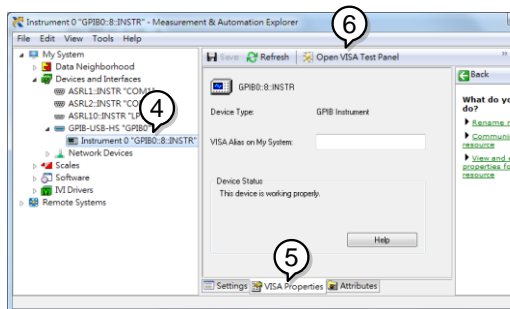 Instrument 0 "GPIB0::8::INSTR" - Measurement & Automation Explorer
File Edit View Tools Help
My System
Data Neighborhood
Devices and Interfaces
ASRL1::INSTR "COM1"
ASRL2::INSTR "COM
ASRL10::INSTR "LP
GPIB-USB-HS "GPIB0"
Instrument 0 "GPIB0::8::INSTR"
Network Devices
Scales
Software
IVI Drivers
Remote Systems
4
Save Refresh Open VISA Test Panel
6
GPIB0::8::INSTR
Device Type: GPIB Instrument
VISA Alias on My System:
Device Status
This device is working properly.
Help
5
Settings VISA Properties Attributes
Back
What do yo
do?
Rename
Communi
resource
View and
properties fo
resource